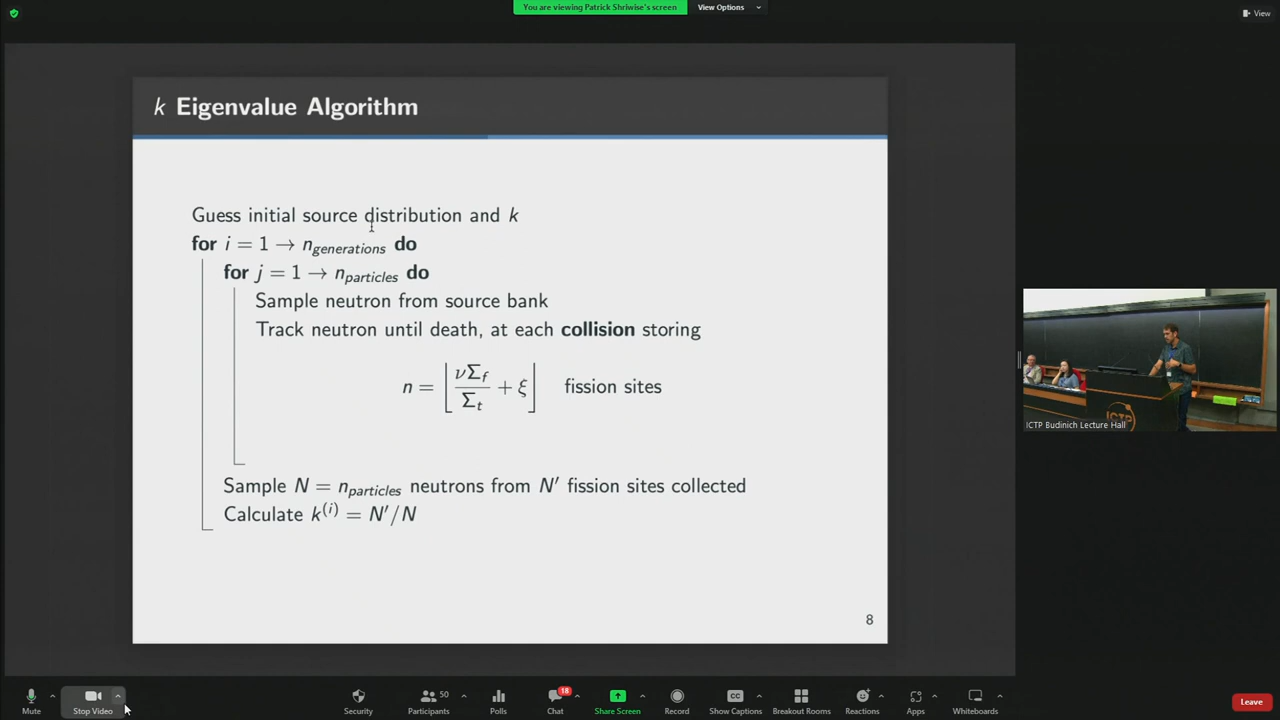 You are viewing Patrick Shriwise's screen
View Options
View
k Eigenvalue Algorithm
Guess initial source distribution and k
for i = 1 → n_generations do
for j = 1 → n_particles do
Sample neutron from source bank
Track neutron until death, at each collision storing
n = ⌊νΣ_f/Σ_t + ξ⌋ fission sites
Sample N = n_particles neutrons from N′ fission sites collected
Calculate k^(i) = N′/N
8
ICTP
ICTP Budinich Lecture Hall
Mute
Stop Video
Security
Participants 50
Polls
Chat 18
Share Screen
Record
Show Captions
Breakout Rooms
Reactions
Apps
Whiteboards
Leave